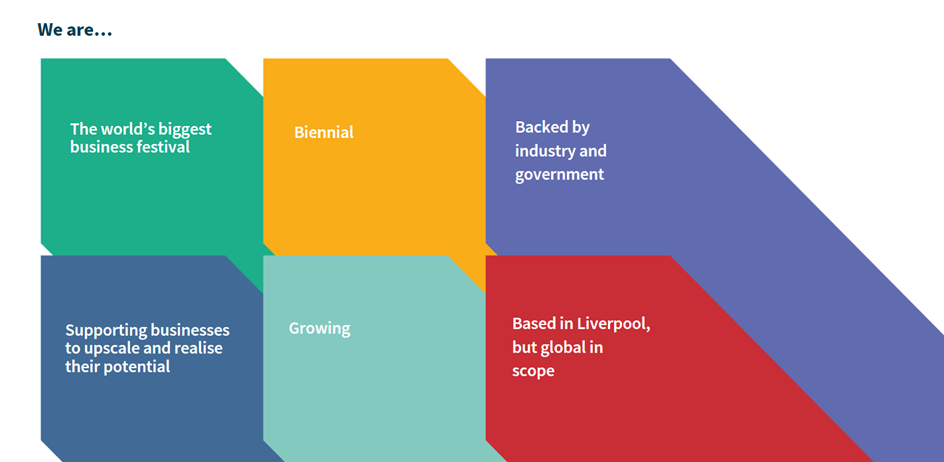 We are…
The world’s biggest
business festival
Biennial
Backed by
industry and
government
Supporting businesses
to upscale and realise
their potential
Growing
Based in Liverpool,
but global in
scope